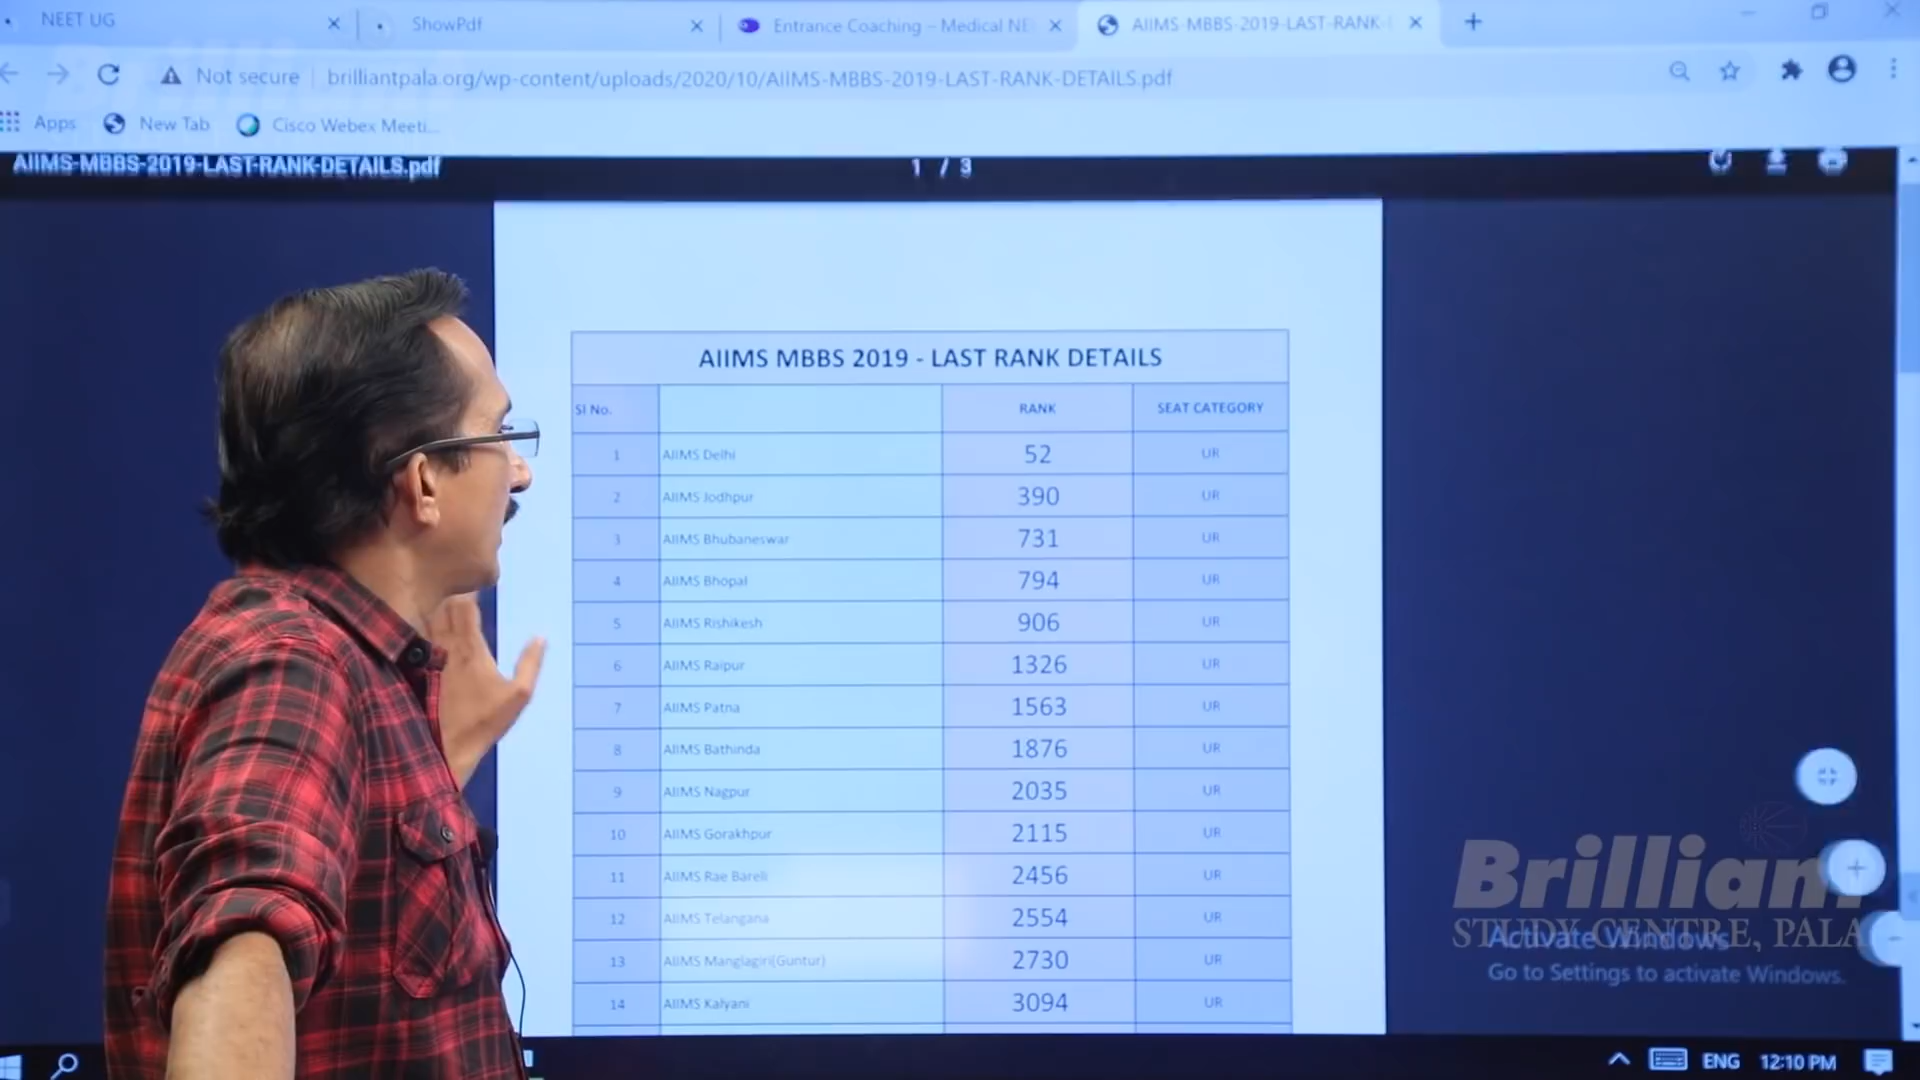 NEET UG
ShowPdf
Entrance Coaching – Medical NE
AIIMS-MBBS-2019-LAST-RANK-
Not secure
brilliantpala.org/wp-content/uploads/2020/10/AIIMS-MBBS-2019-LAST-RANK-DETAILS.pdf
Apps
New Tab
Cisco Webex Meeti...
AIIMS-MBBS-2019-LAST-RANK-DETAILS.pdf
1 / 3
AIIMS MBBS 2019 - LAST RANK DETAILS
Sl No. RANK SEAT CATEGORY
1 AIIMS Delhi 52 UR
2 AIIMS Jodhpur 390 UR
3 AIIMS Bhubaneswar 731 UR
4 AIIMS Bhopal 794 UR
5 AIIMS Rishikesh 906 UR
6 AIIMS Raipur 1326 UR
7 AIIMS Patna 1563 UR
8 AIIMS Bathinda 1876 UR
9 AIIMS Nagpur 2035 UR
10 AIIMS Gorakhpur 2115 UR
11 AIIMS Rae Bareli 2456 UR
12 AIIMS Telangana 2554 UR
13 AIIMS Manglagiri(Guntur) 2730 UR
14 AIIMS Kalyani 3094 UR
Brillian
STUDY CENTRE, PALA
Activate Windows
Go to Settings to activate Windows.
ENG
12:10 PM